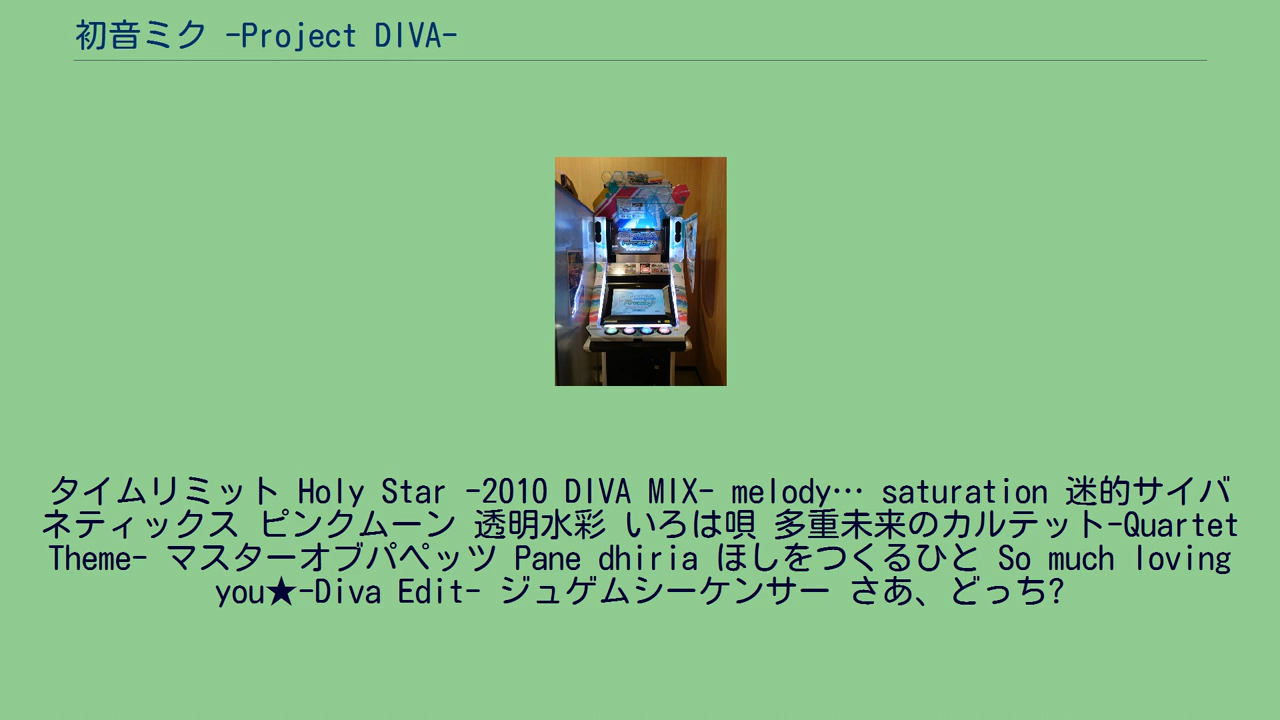 初音ミク -Project DIVA-
タイムリミット Holy Star -2010 DIVA MIX- melody… saturation 迷的サイバ
ネティックス ピンクムーン 透明水彩 いろは唄 多重未来のカルテット-Quartet
Theme- マスターオブパペッツ Pane dhiria ほしをつくるひと So much loving
you★-Diva Edit- ジュゲムシーケンサー さあ、どっち?